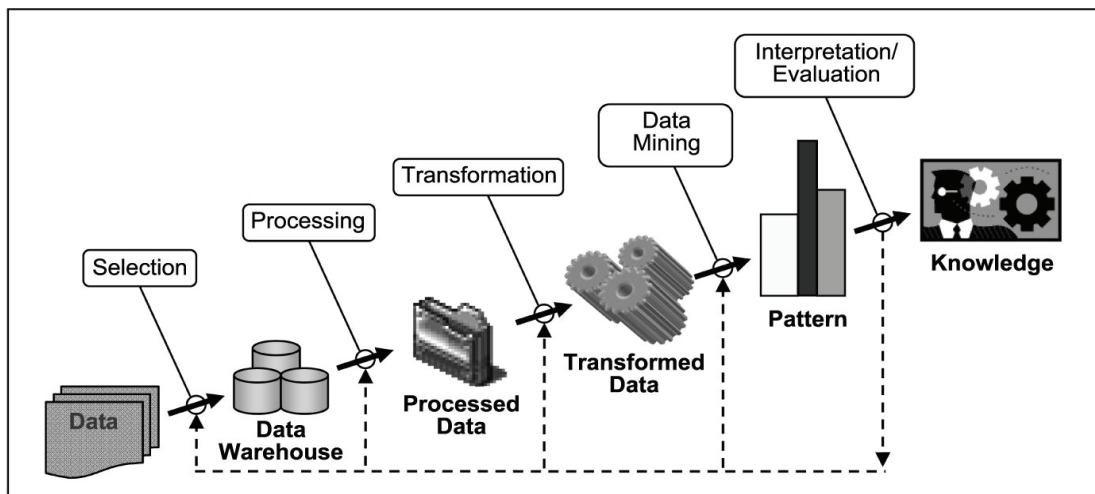 Interpretation/
Evaluation
Data
Mining
Transformation
Processing
Selection
Data
Data
Warehouse
Processed
Data
Transformed
Data
Pattern
Knowledge